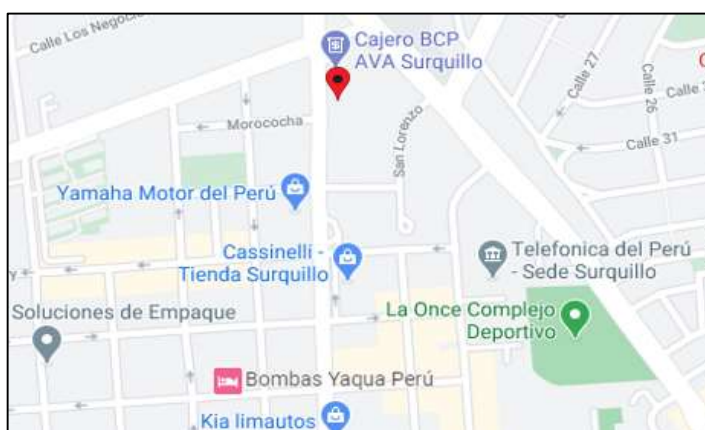 Calle Los Negocio
Cajero BCP
AVA Surquillo
Calle 27
Calle 26
Calle 31
Morococha
San Lorenzo
Yamaha Motor del Perú
Cassinelli -
Tienda Surquillo
Telefonica del Perú
- Sede Surquillo
Soluciones de Empaque
La Once Complejo
Deportivo
Bombas Yaqua Perú
Kia limautos